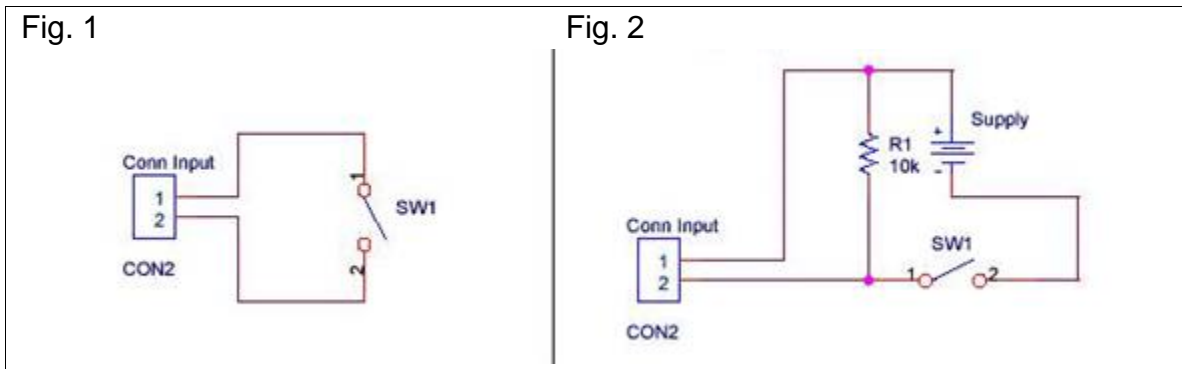 Fig. 1
Conn Input
1
2
CON2
1
SW1
2
Fig. 2
+
Supply
R1
10k
-
Conn Input
1
2
SW1
1
2
CON2